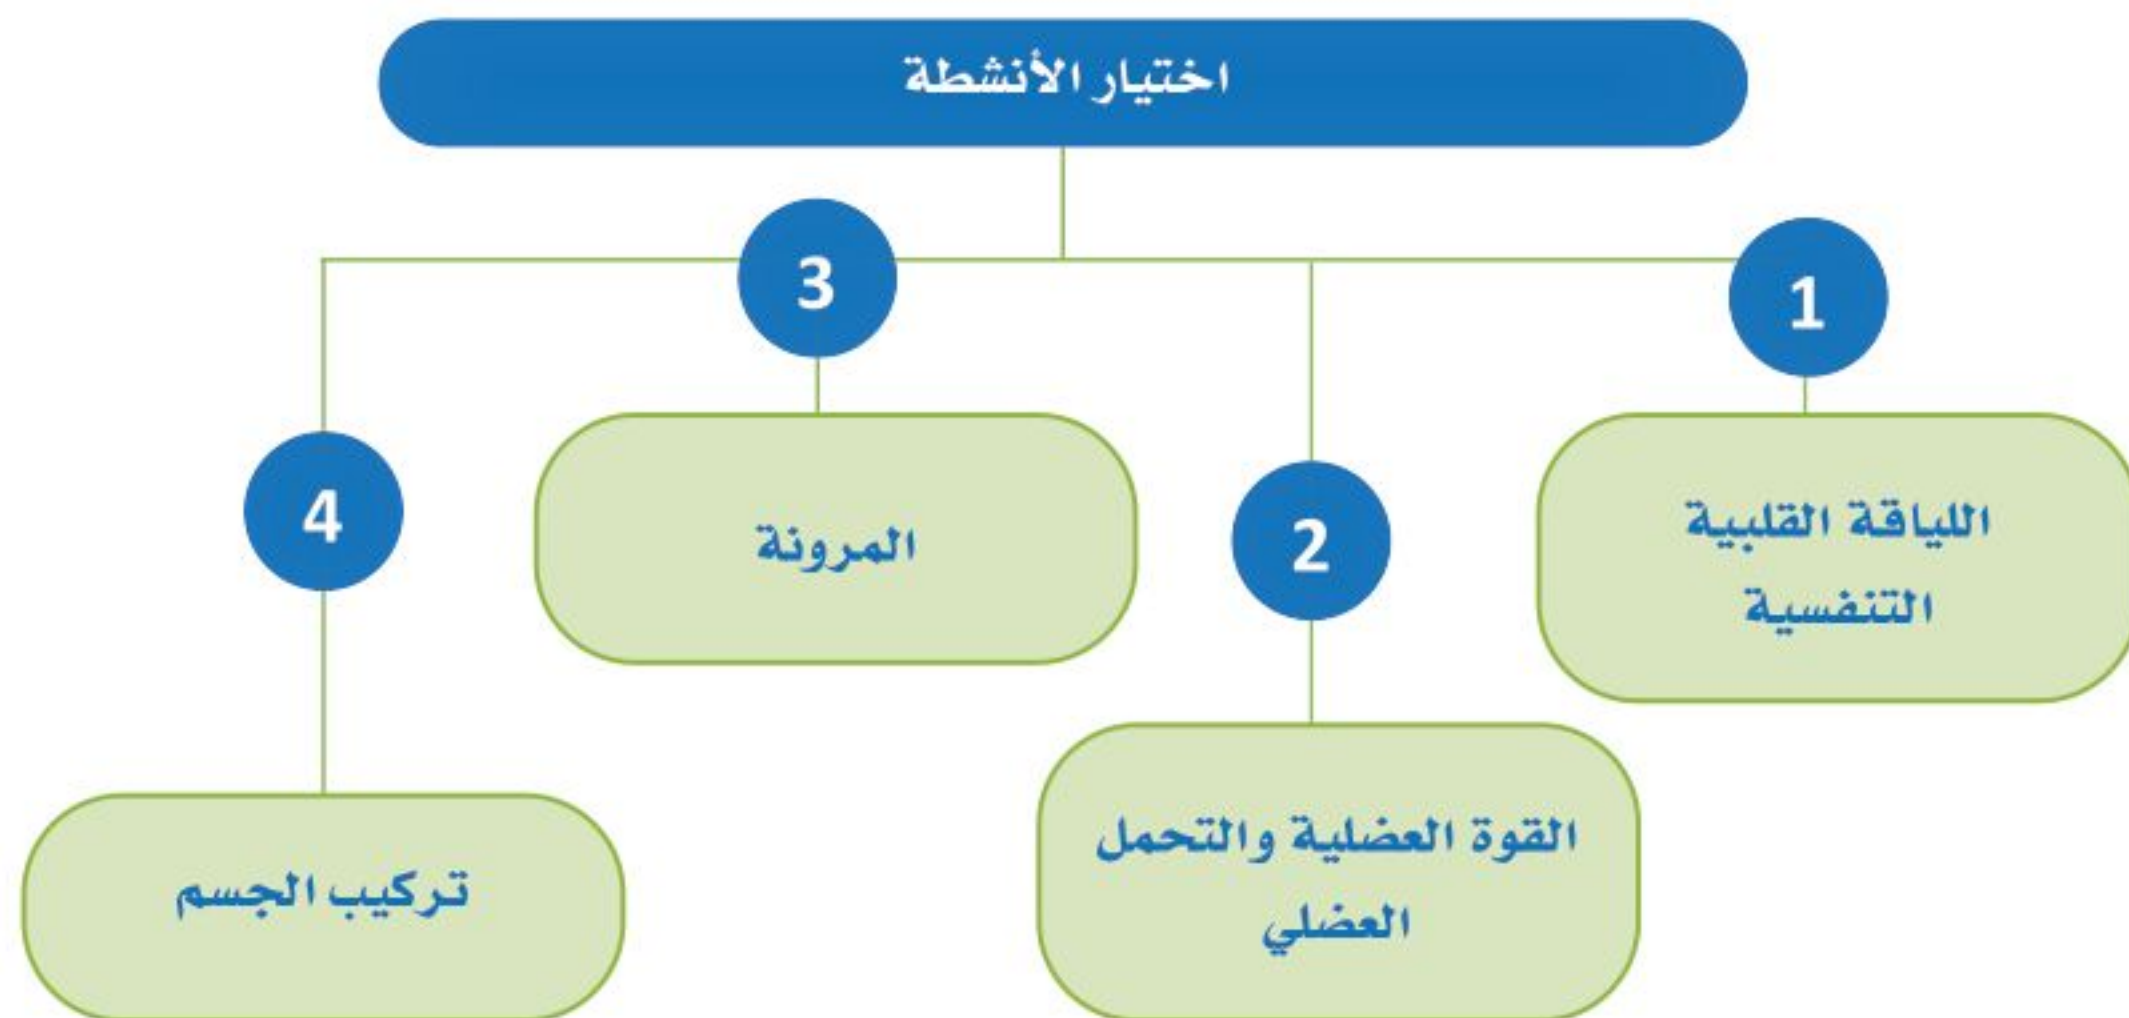 اختيار الأنشطة
1
اللياقة القلبية
التنفسية
2
القوة العضلية والتحمل
العضلي
3
المرونة
4
تركيب الجسم